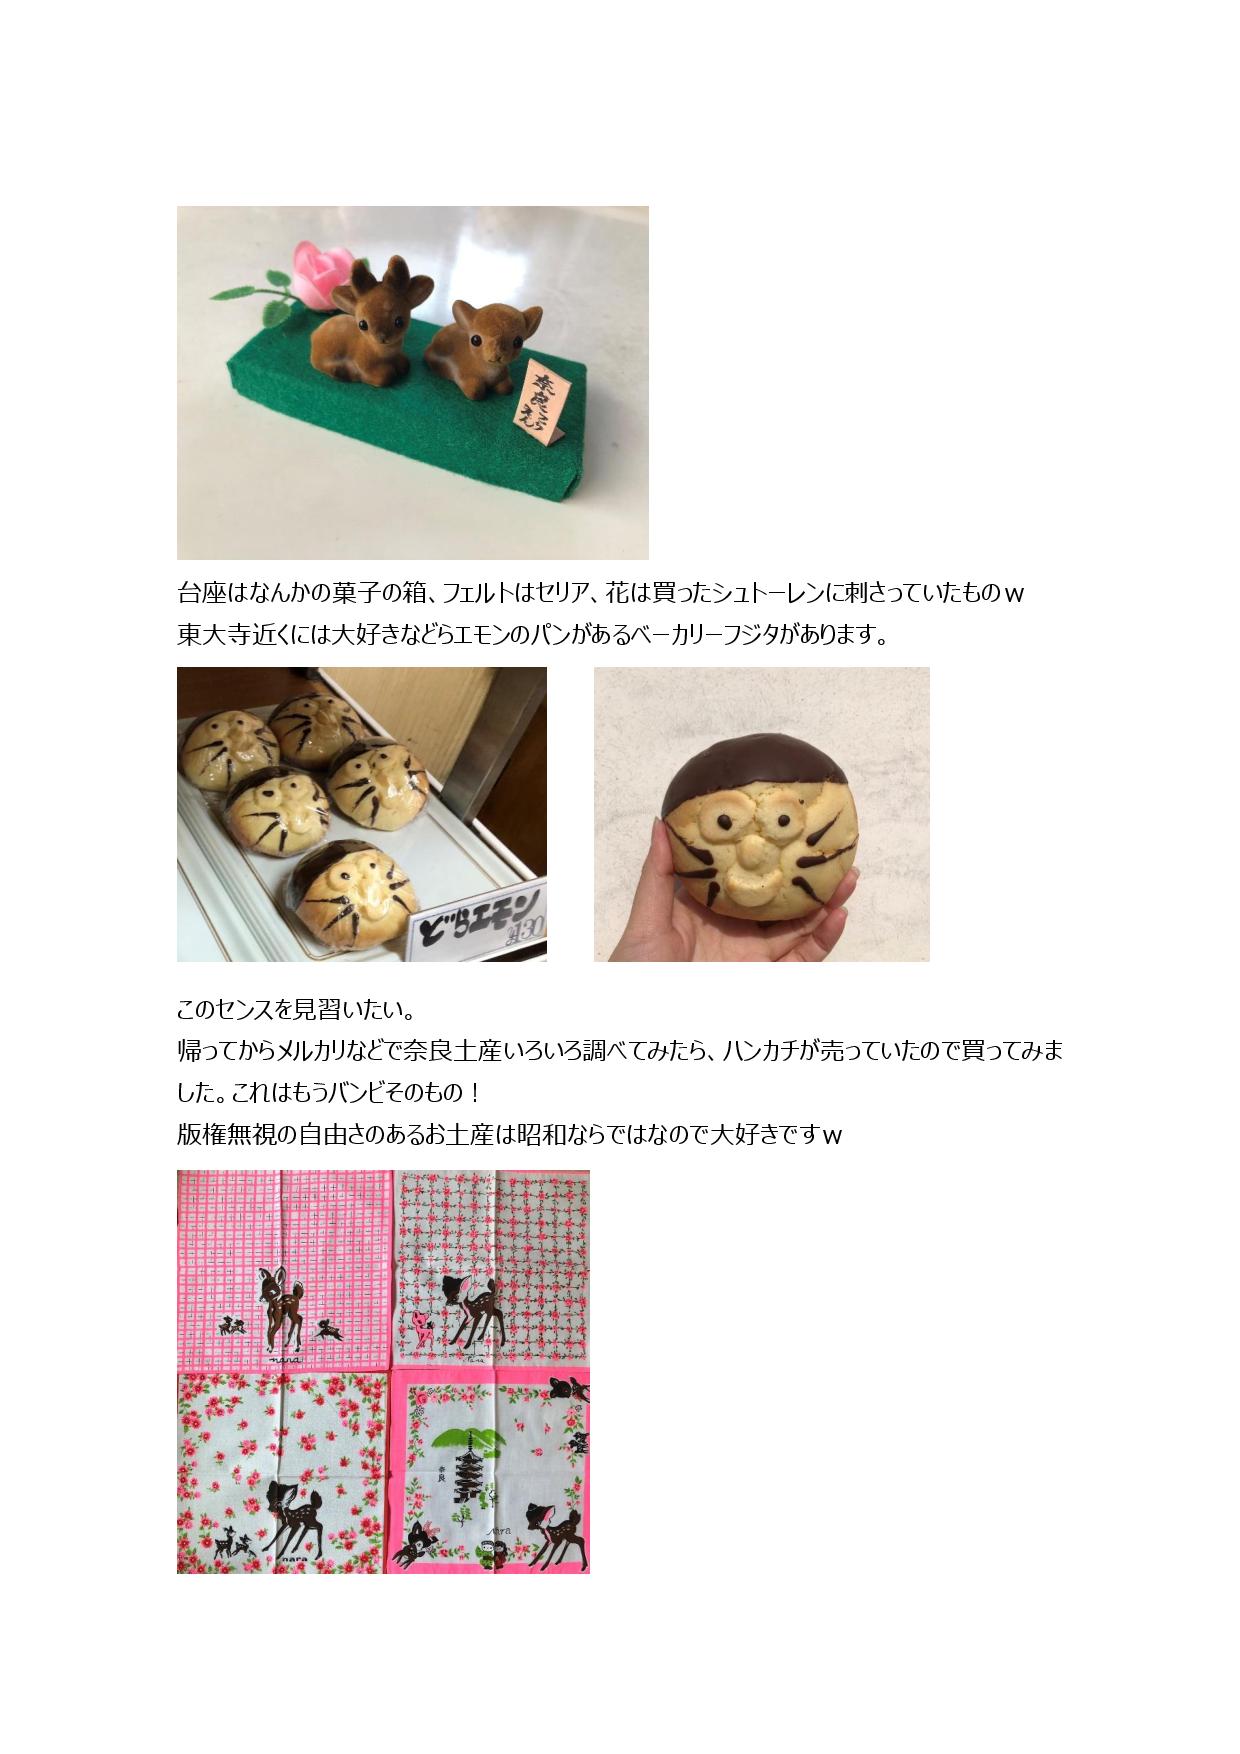 奈良こうえん
台座はなんかの菓子の箱、フェルトはセリア、花は買ったシュトーレンに刺さっていたものｗ
東大寺近くには大好きなどらエモンのパンがあるベーカリーフジタがあります。
どらエモン
¥130
このセンスを見習いたい。
帰ってからメルカリなどで奈良土産いろいろ調べてみたら、ハンカチが売っていたので買ってみま
した。これはもうバンビそのもの！
版権無視の自由さのあるお土産は昭和ならではなので大好きですｗ
nara
nara
奈良
nara
nara